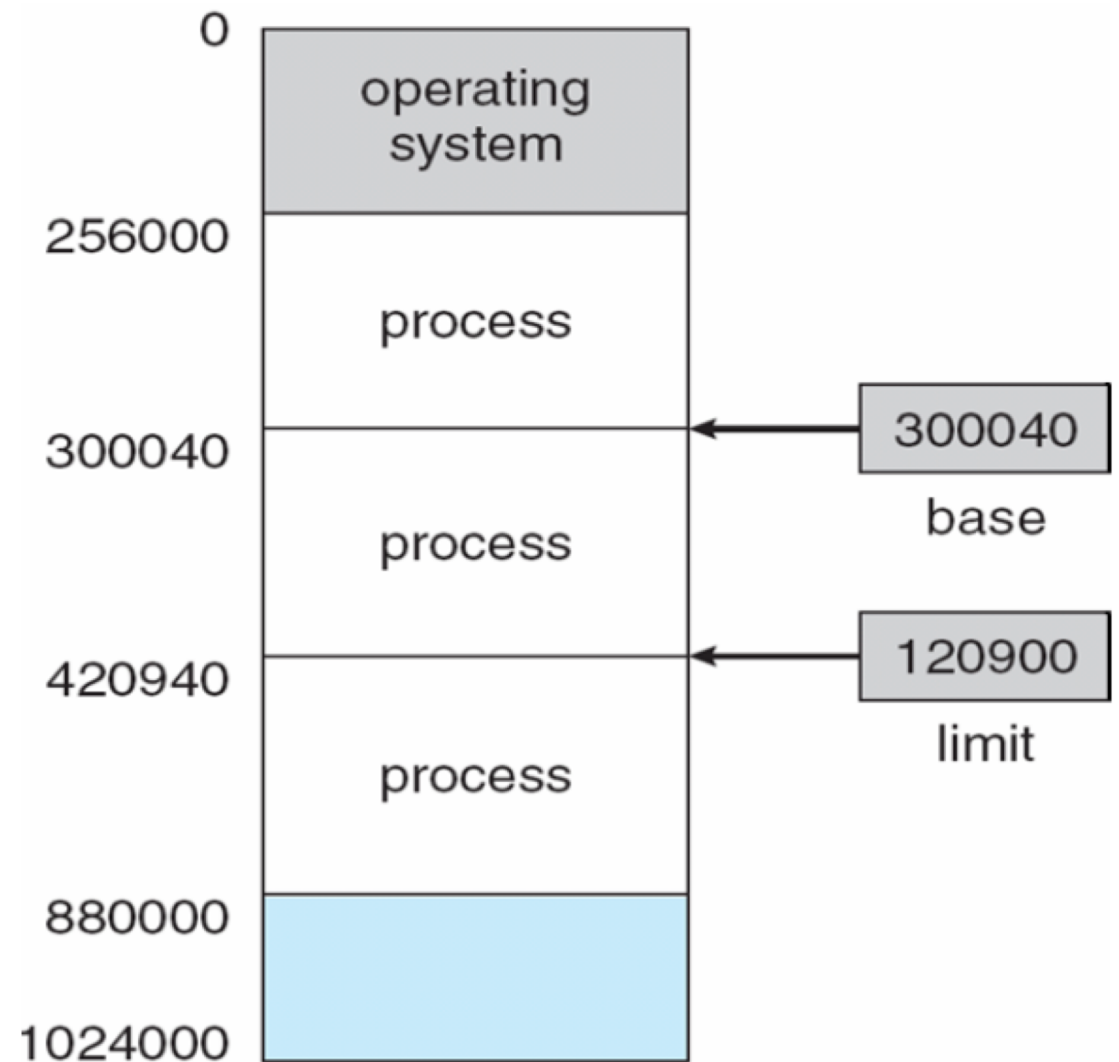 0
operating
system
256000
process
300040
300040
base
process
420940
120900
limit
process
880000
1024000